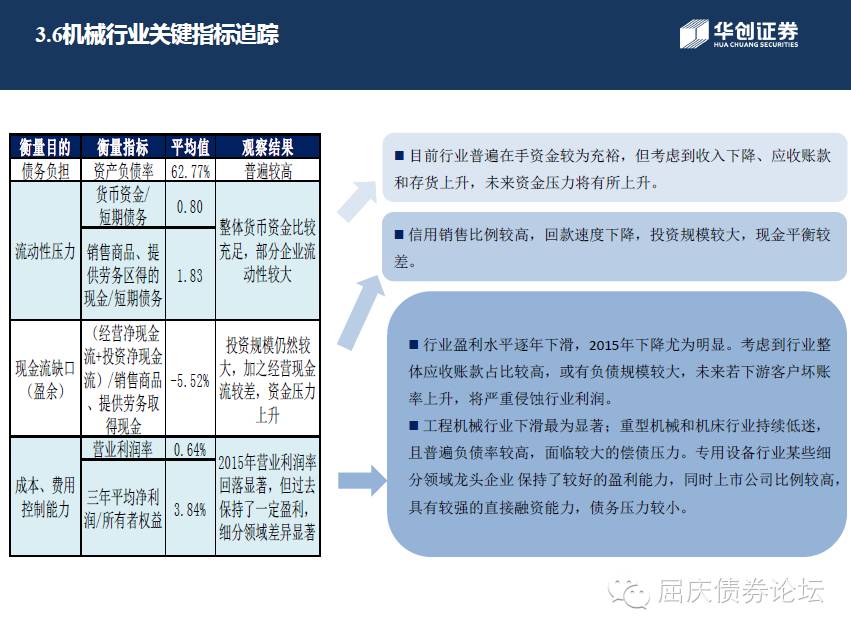 3.6机械行业关键指标追踪
华创证券
HUA CHUANG SECURITIES
衡量目的 衡量指标 平均值 观察结果
债务负担 资产负债率 62.77% 普遍较高
流动性压力
货币资金/
短期债务
0.80
销售商品、提
供劳务区得的
现金/短期债务
1.83
整体货币资金比较
充足，部分企业流
动性较大
现金流缺口
（盈余）
（经营净现金
流+投资净现金
流）/销售商品
、提供劳务取
得现金
-5.52%
投资规模仍然较
大，加之经营现金
流较差，资金压力
上升
成本、费用
控制能力
营业利润率 0.64%
三年平均净利
润/所有者权益
3.84%
2015年营业利润率
回落显著，但过去
保持了一定盈利，
细分领域差异显著
■ 目前行业普遍在手资金较为充裕，但考虑到收入下降、应收账款
和存货上升，未来资金压力将有所上升。
■ 信用销售比例较高，回款速度下降，投资规模较大，现金平衡较
差。
■ 行业盈利水平逐年下滑，2015年下降尤为明显。考虑到行业整
体应收账款占比较高，或有负债规模较大，未来若下游客户坏账
率上升，将严重侵蚀行业利润。
■ 工程机械行业下滑最为显著；重型机械和机床行业持续低迷，
且普遍负债率较高，面临较大的偿债压力。专用设备行业某些细
分领域龙头企业 保持了较好的盈利能力，同时上市公司比例较高，
具有较强的直接融资能力，债务压力较小。
屈庆债券论坛